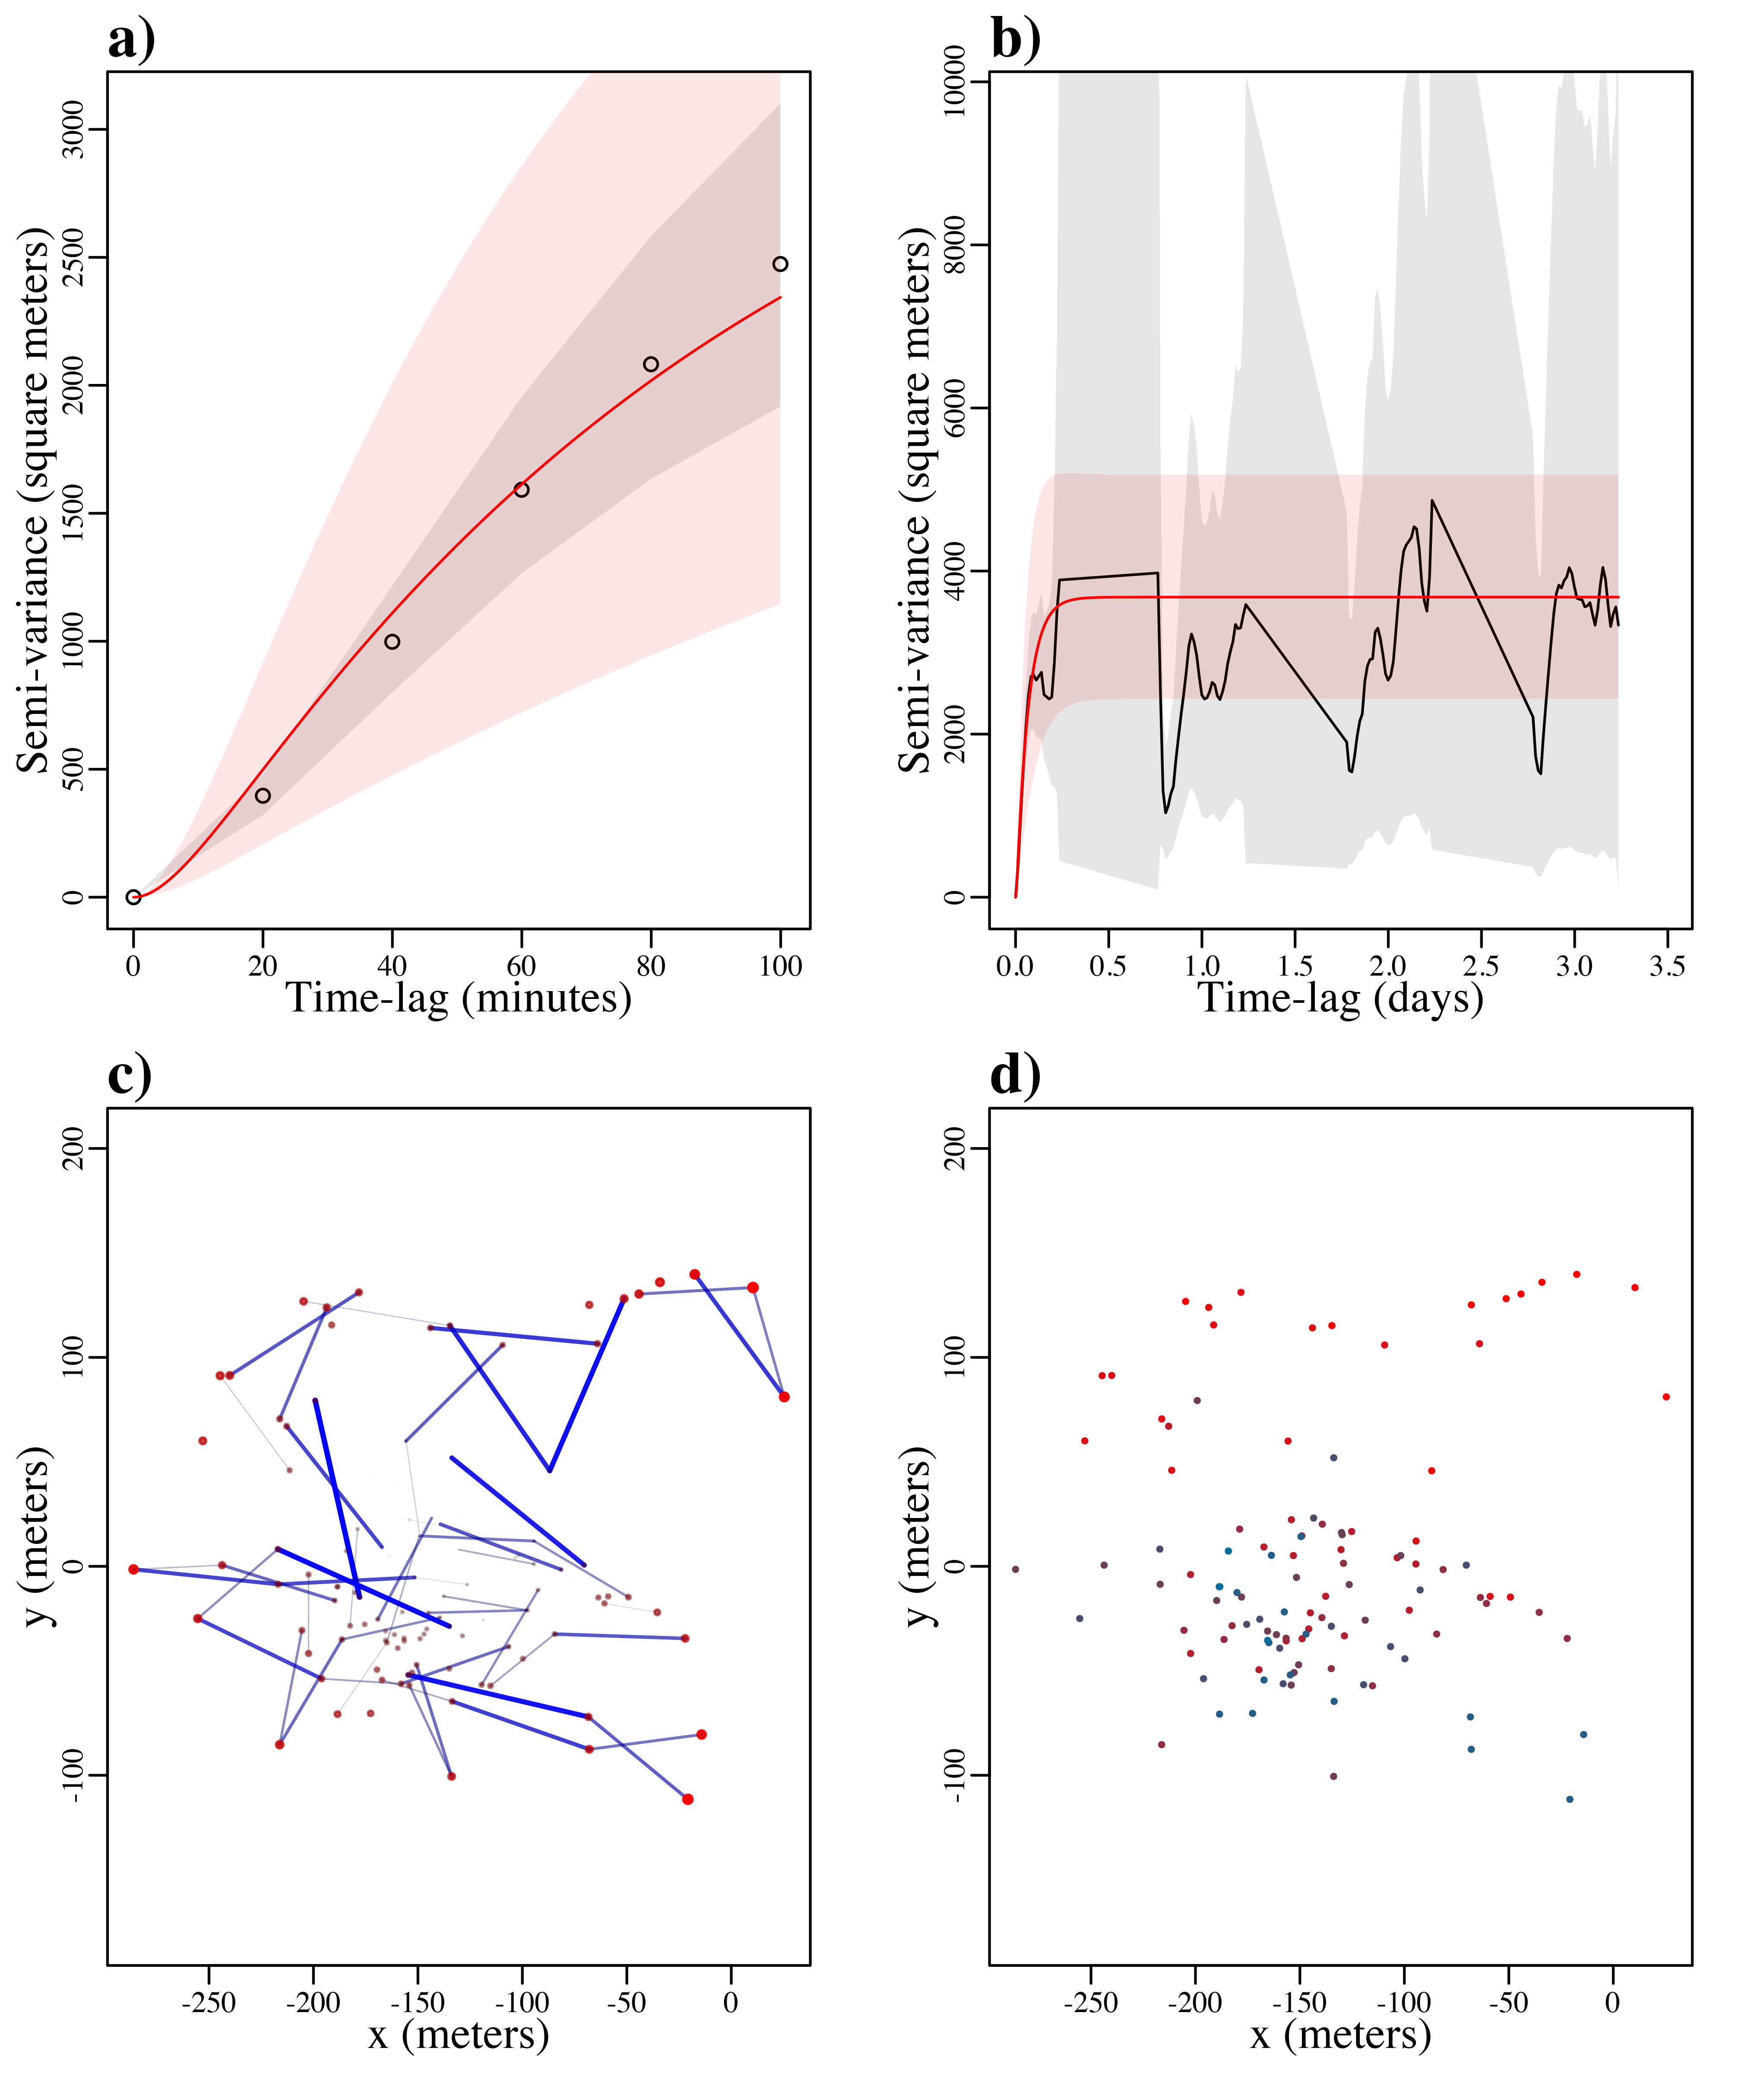 a)
Semi-variance (square meters)
3000
2500
2000
1500
1000
500
0
0 20 40 60 80 100
Time-lag (minutes)
b)
Semi-variance (square meters)
10000
8000
6000
4000
2000
0
0.0 0.5 1.0 1.5 2.0 2.5 3.0 3.5
Time-lag (days)
c)
y (meters)
200
100
0
-100
-250 -200 -150 -100 -50 0
x (meters)
d)
y (meters)
200
100
0
-100
-250 -200 -150 -100 -50 0
x (meters)